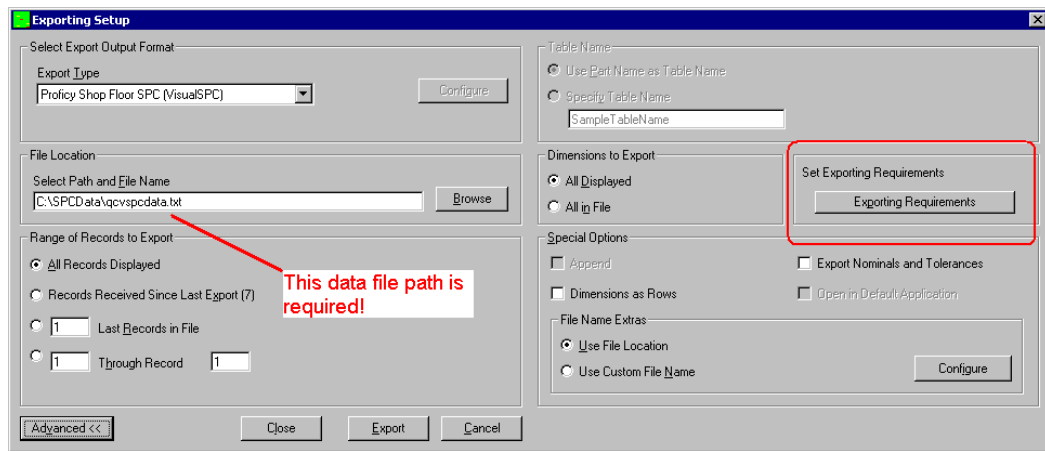 Exporting Setup
Select Export Output Format
Export Type
Proficy Shop Floor SPC (VisualSPC)
Configure
File Location
Select Path and File Name
C:\SPCData\qcvspcdata.txt
Browse
Range of Records to Export
All Records Displayed
Records Received Since Last Export (7)
1 Last Records in File
1 Through Record 1
This data file path is
required!
Table Name
Use Part Name as Table Name
Specify Table Name
SampleTableName
Dimensions to Export
All Displayed
All in File
Set Exporting Requirements
Exporting Requirements
Special Options
Append
Export Nominals and Tolerances
Dimensions as Rows
Open in Default Application
File Name Extras
Use File Location
Use Custom File Name
Configure
Advanced <<
Close
Export
Cancel